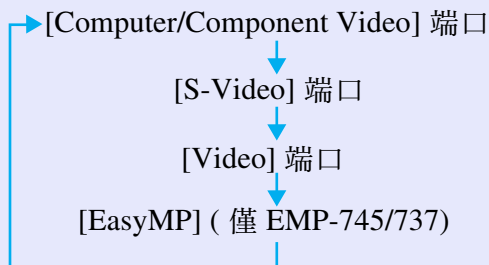 [Computer/Component Video] 端口
[S-Video] 端口
[Video] 端口
[EasyMP] ( 僅 EMP-745/737)